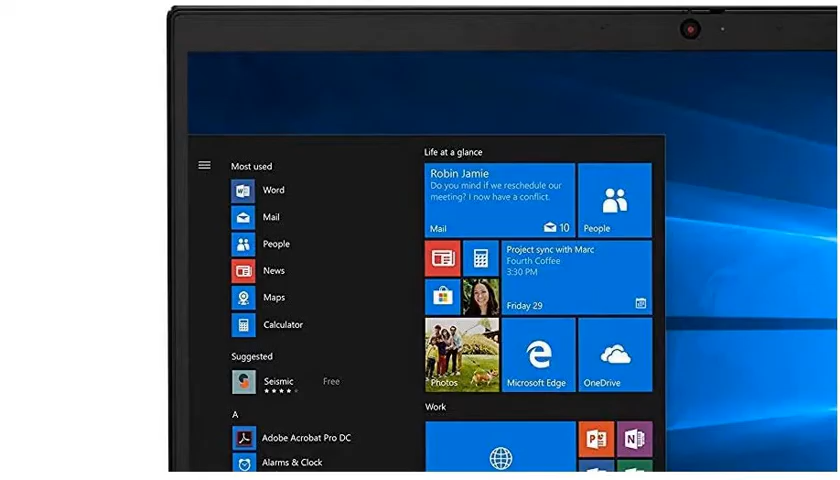 Most used
Word
Mail
People
News
Maps
Calculator
Suggested
Seismic
Free
A
Adobe Acrobat Pro DC
Alarms & Clock
Life at a glance
Robin Jamie
Do you mind if we reschedule our
meeting? I now have a conflict.
Mail
10
People
Project sync with Marc
Fourth Coffee
3:30 PM
Friday 29
Photos
Microsoft Edge
OneDrive
Work